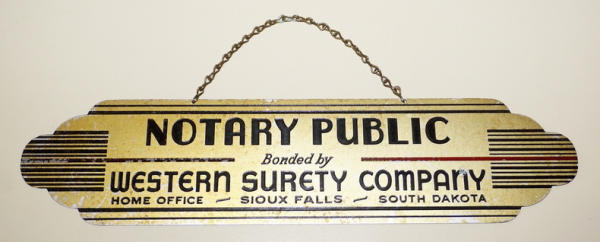 NOTARY PUBLIC
Bonded by
WESTERN SURETY COMPANY
HOME OFFICE — SIOUX FALLS — SOUTH DAKOTA